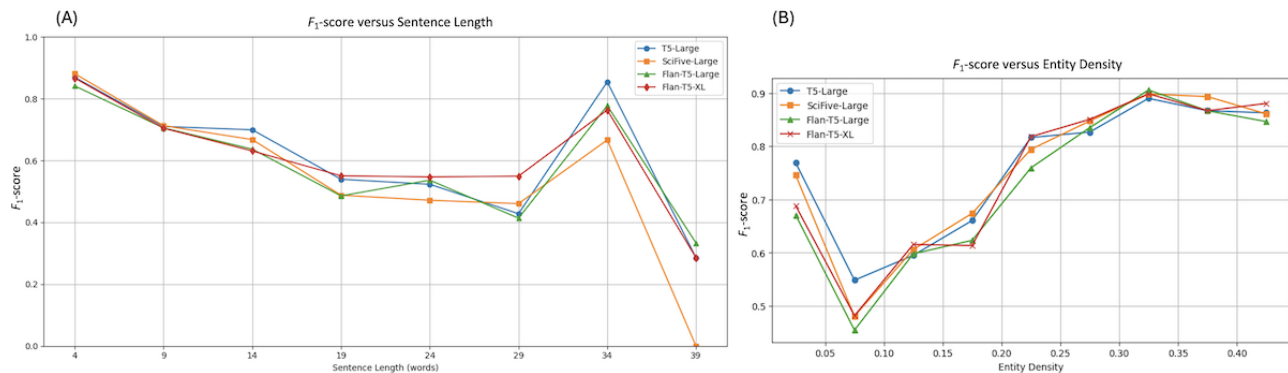 (A)
F₁-score versus Sentence Length
1.0
0.8
0.6
0.4
0.2
0.0
F₁-score
4 9 14 19 24 29 34 39
Sentence Length (words)
T5-Large
SciFive-Large
Flan-T5-Large
Flan-T5-XL
(B)
F₁-score versus Entity Density
0.9
0.8
0.7
0.6
0.5
F₁-score
0.05 0.10 0.15 0.20 0.25 0.30 0.35 0.40
Entity Density
T5-Large
SciFive-Large
Flan-T5-Large
Flan-T5-XL